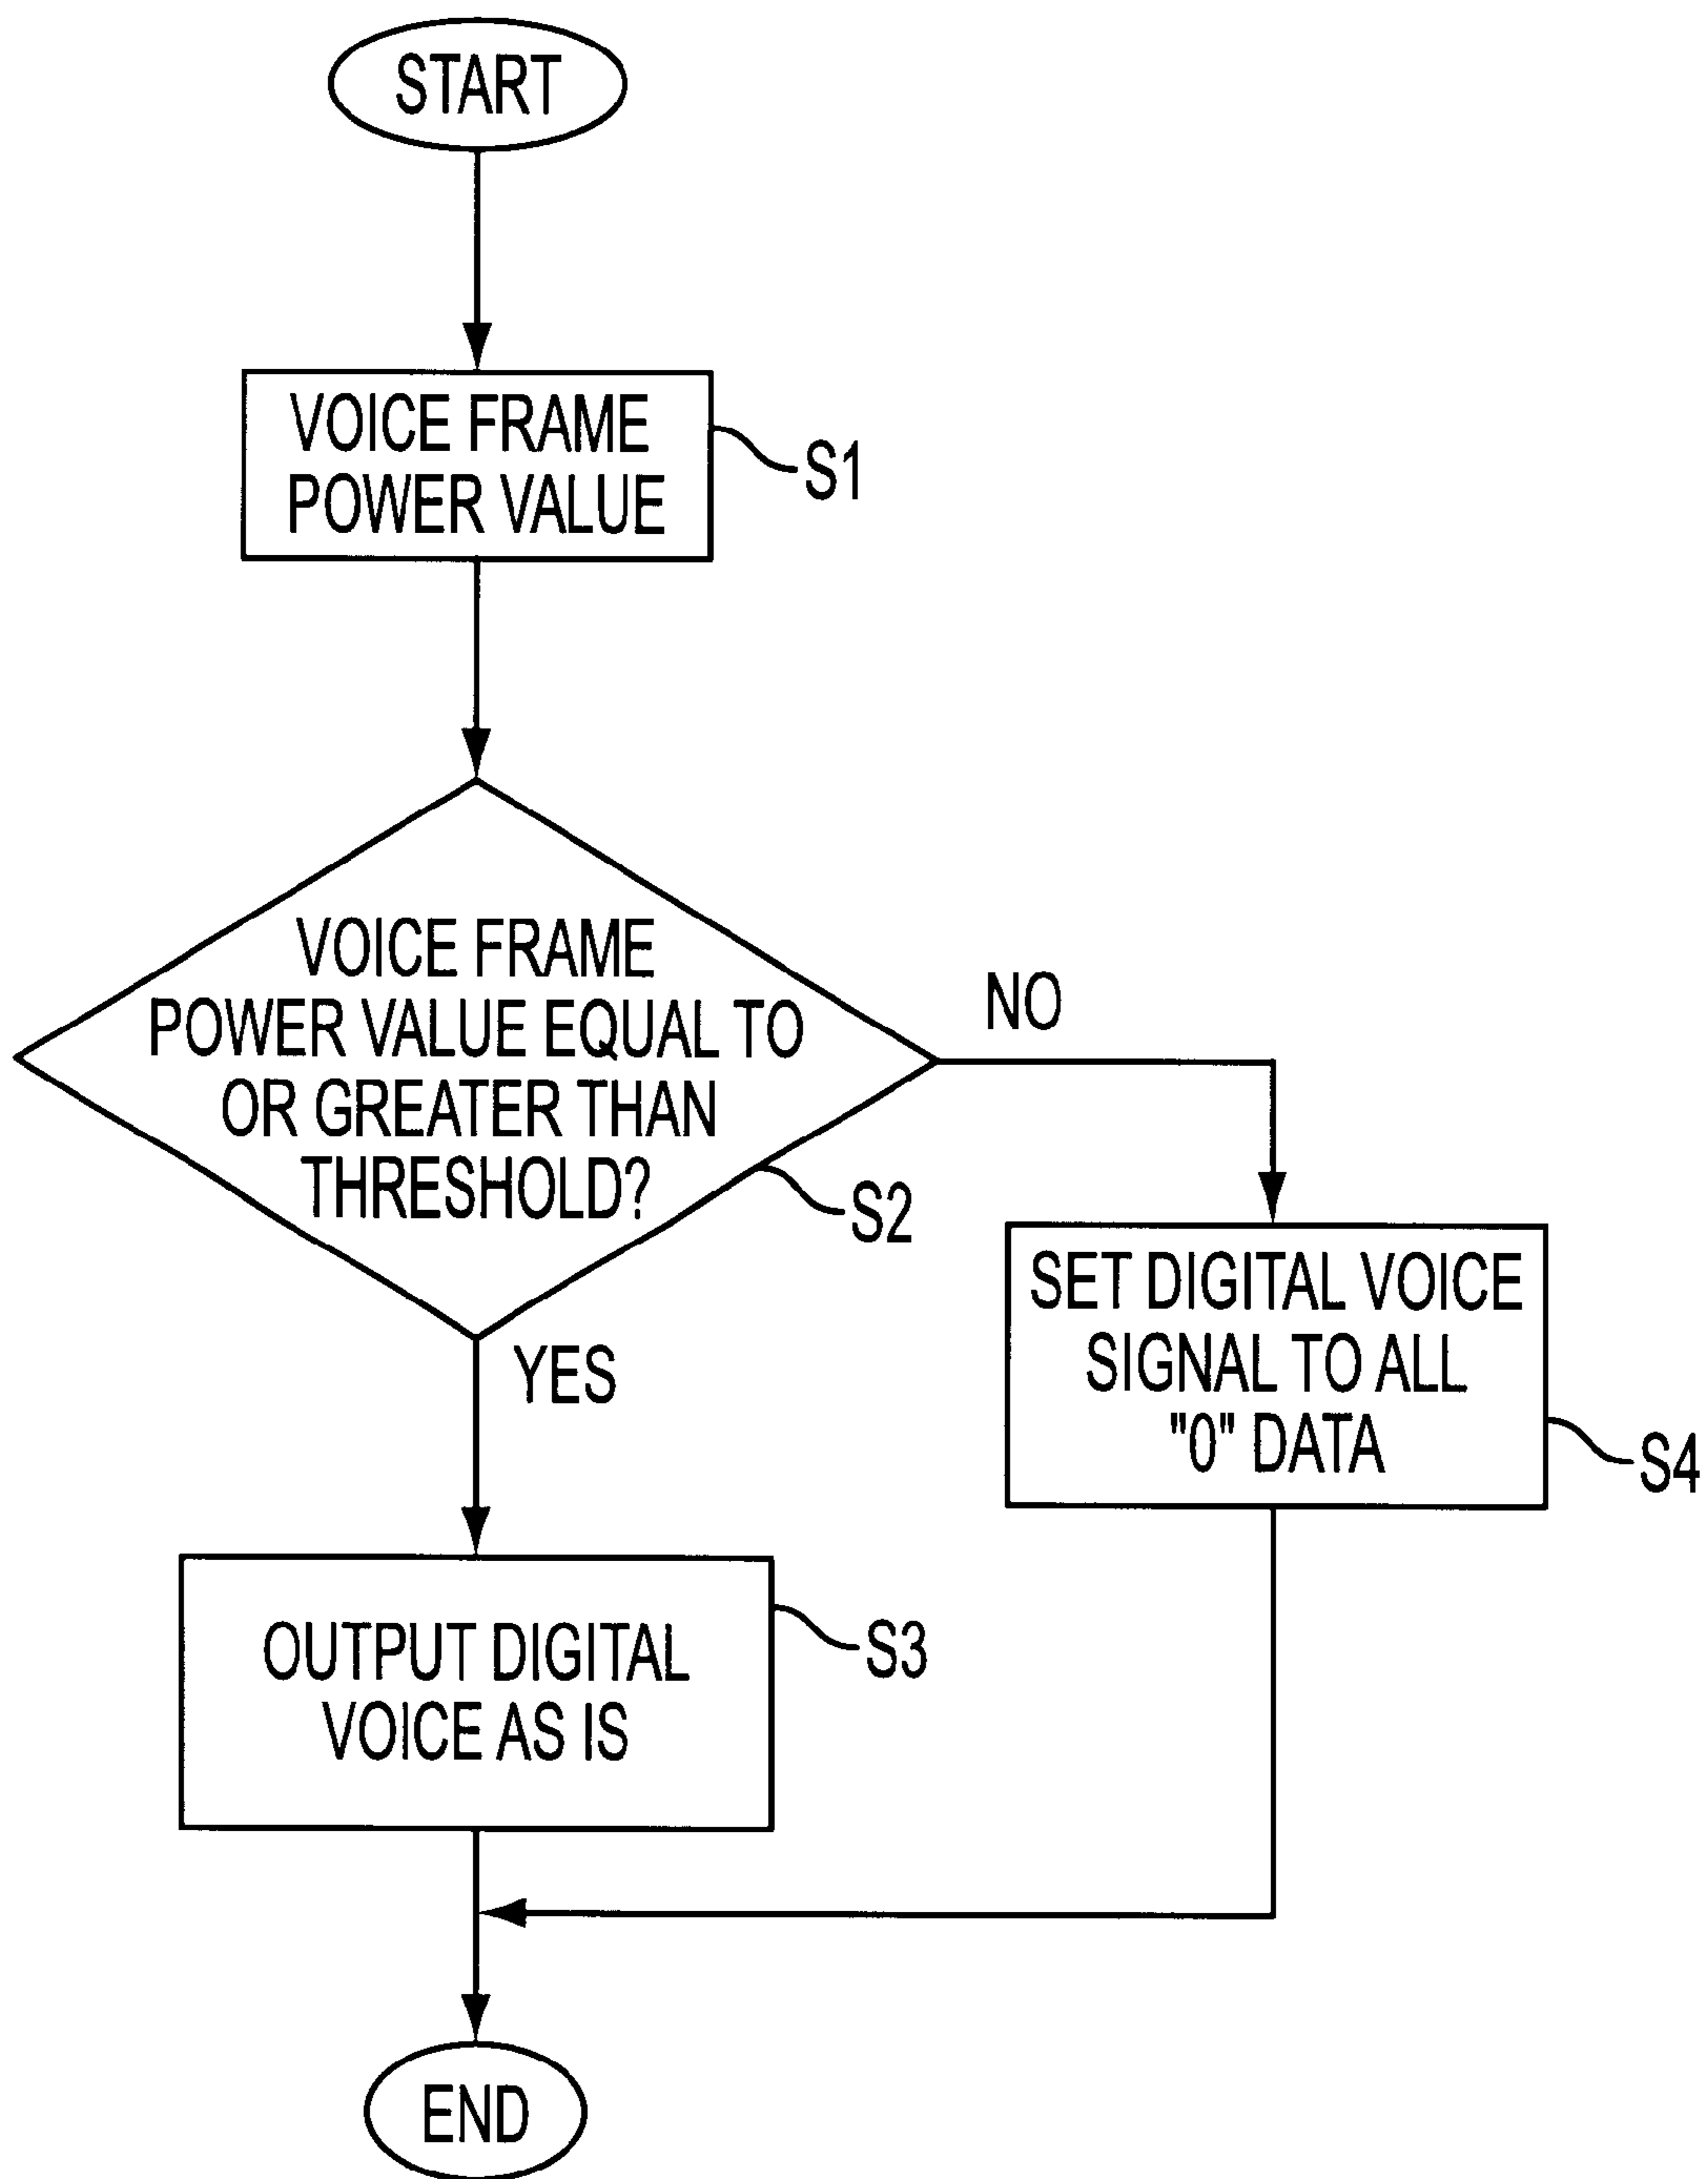 START
VOICE FRAME
POWER VALUE
S1
VOICE FRAME
POWER VALUE EQUAL TO
OR GREATER THAN
THRESHOLD?
S2
NO
YES
SET DIGITAL VOICE
SIGNAL TO ALL
"0" DATA
S4
OUTPUT DIGITAL
VOICE AS IS
S3
END